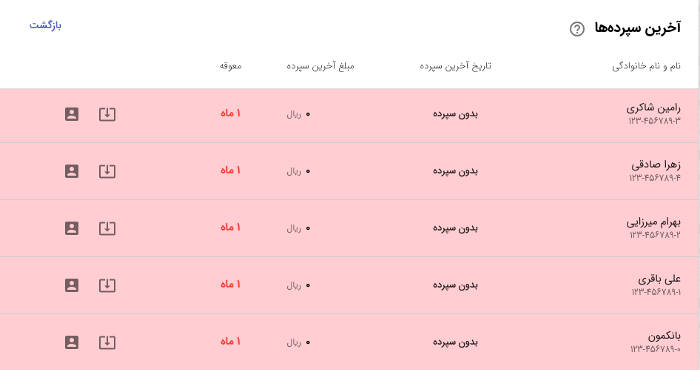 آخرین سپرده‌ها
بازگشت
نام و نام خانوادگی تاریخ آخرین سپرده مبلغ آخرین سپرده معوقه
رامین شاکری
۱۲۳-۴۵۶۷۸۹-۳
بدون سپرده ۰ ریال ۱ ماه
زهرا صادقی
۱۲۳-۴۵۶۷۸۹-۴
بدون سپرده ۰ ریال ۱ ماه
بهرام میرزایی
۱۲۳-۴۵۶۷۸۹-۲
بدون سپرده ۰ ریال ۱ ماه
علی باقری
۱۲۳-۴۵۶۷۸۹-۱
بدون سپرده ۰ ریال ۱ ماه
بانکمون
۱۲۳-۴۵۶۷۸۹-۰
بدون سپرده ۰ ریال ۱ ماه